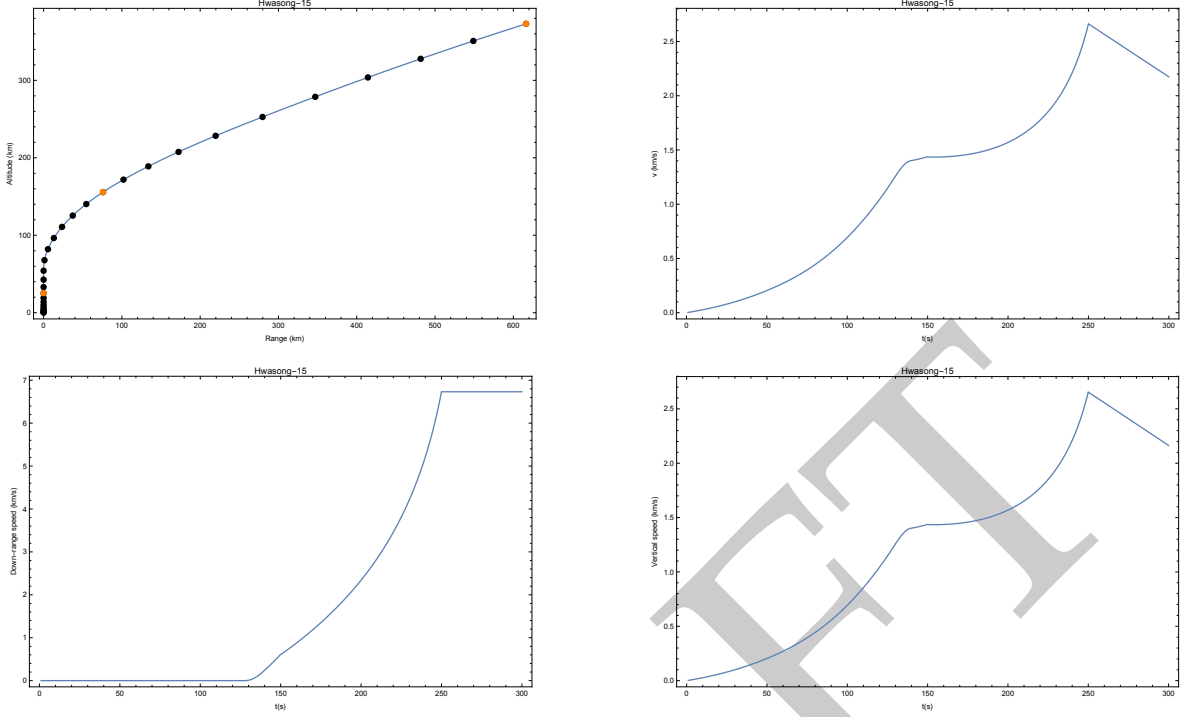 Hwasong-15
Altitude (km)
300
200
100
0
0 100 200 300 400 500 600
Range (km)
Hwasong-15
v (km/s)
2.5
2.0
1.5
1.0
0.5
0.0
0 50 100 150 200 250 300
t(s)
Hwasong-15
Down-range speed (km/s)
7
6
5
4
3
2
1
0
0 50 100 150 200 250 300
t(s)
Hwasong-15
Vertical speed (km/s)
2.5
2.0
1.5
1.0
0.5
0.0
0 50 100 150 200 250 300
t(s)
FT